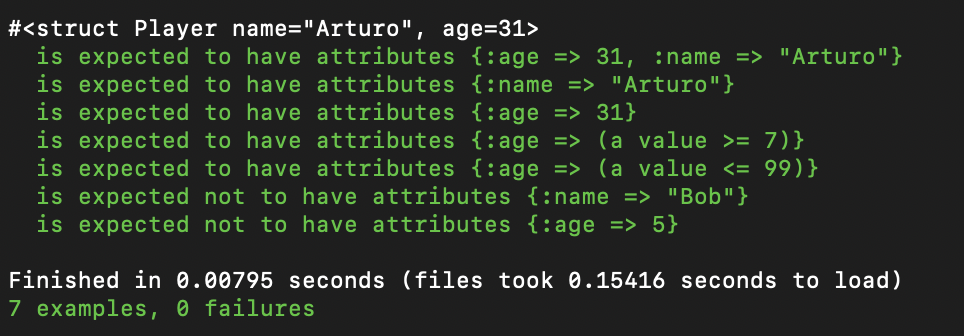 #<struct Player name="Arturo", age=31>
  is expected to have attributes {:age => 31, :name => "Arturo"}
  is expected to have attributes {:name => "Arturo"}
  is expected to have attributes {:age => 31}
  is expected to have attributes {:age => (a value >= 7)}
  is expected to have attributes {:age => (a value <= 99)}
  is expected not to have attributes {:name => "Bob"}
  is expected not to have attributes {:age => 5}

Finished in 0.00795 seconds (files took 0.15416 seconds to load)
7 examples, 0 failures